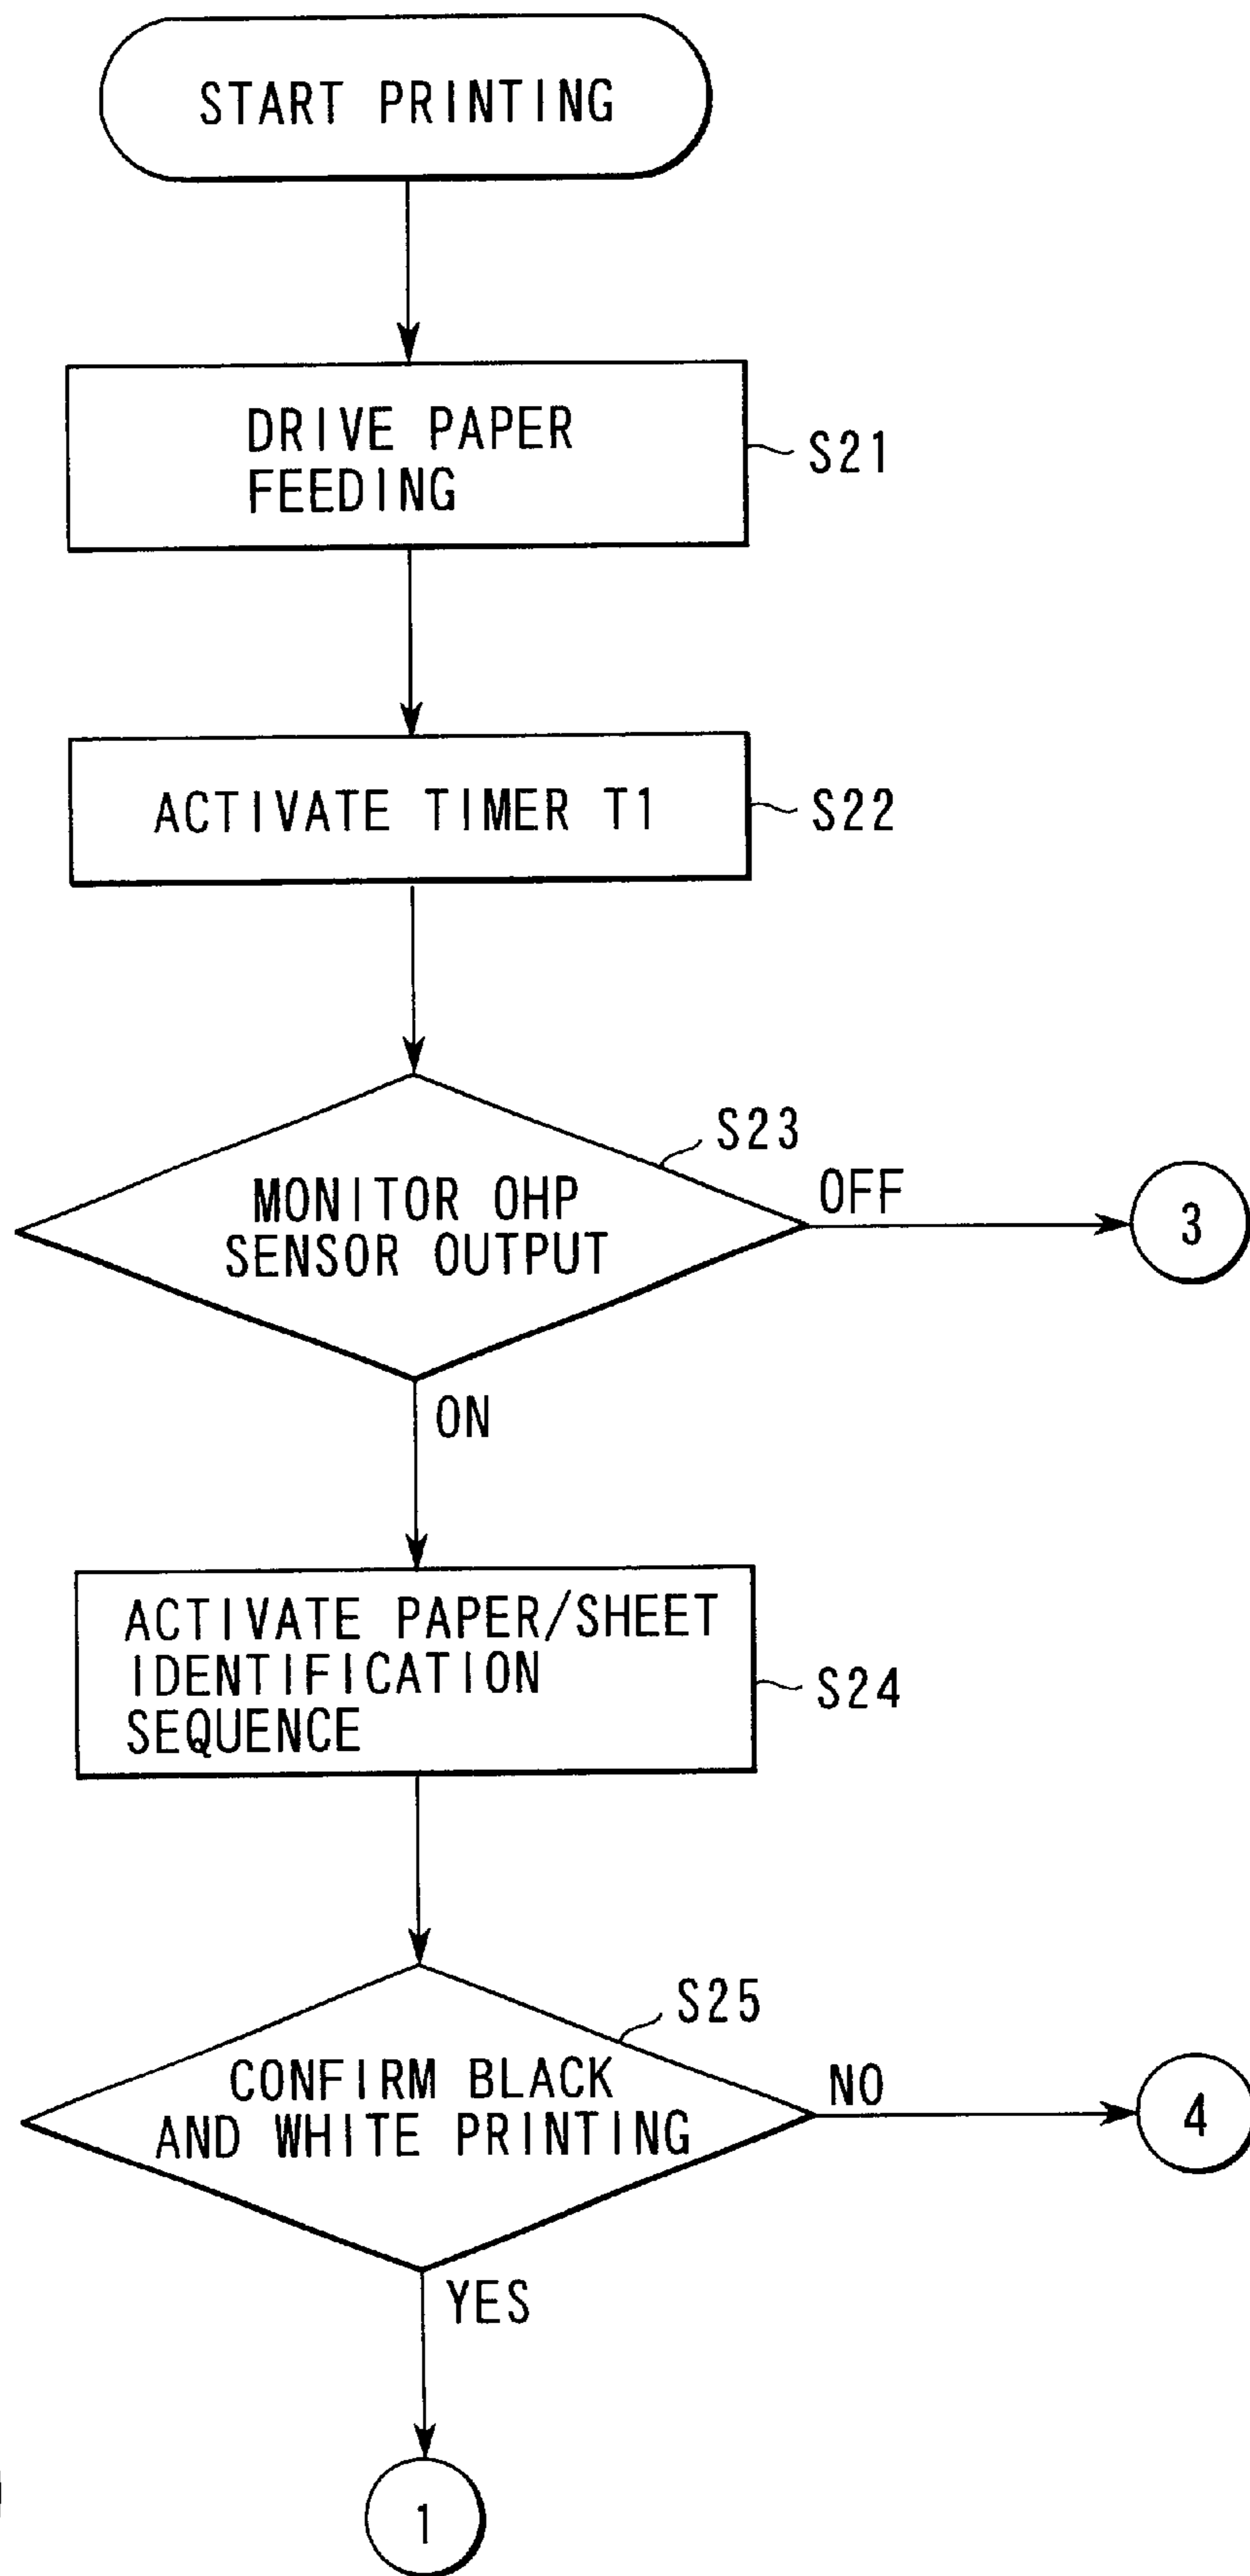 START PRINTING
DRIVE PAPER
FEEDING
S21
ACTIVATE TIMER T1
S22
S23
MONITOR OHP
SENSOR OUTPUT
OFF
3
ON
ACTIVATE PAPER/SHEET
IDENTIFICATION
SEQUENCE
S24
S25
CONFIRM BLACK
AND WHITE PRINTING
NO
4
YES
1